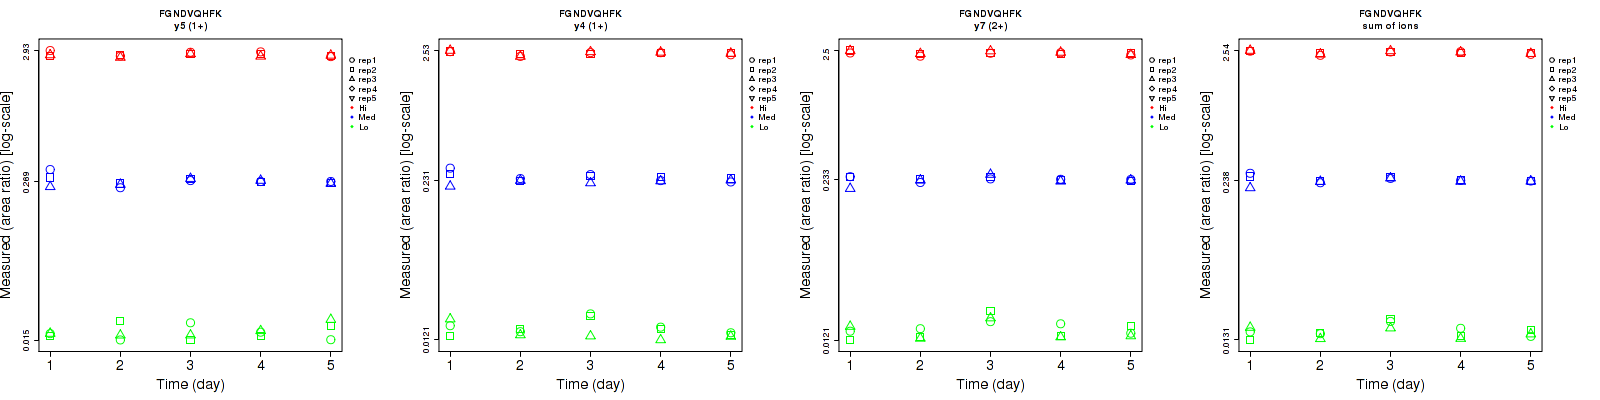 FGNDVQHFK
y5 (1+)
Measured (area ratio) [log-scale]
2.93
0.269
0.015
1 2 3 4 5
Time (day)
rep1
rep2
rep3
rep4
rep5
Hi
Med
Lo
FGNDVQHFK
y4 (1+)
Measured (area ratio) [log-scale]
2.53
0.231
0.0121
1 2 3 4 5
Time (day)
rep1
rep2
rep3
rep4
rep5
Hi
Med
Lo
FGNDVQHFK
y7 (2+)
Measured (area ratio) [log-scale]
2.5
0.233
0.0121
1 2 3 4 5
Time (day)
rep1
rep2
rep3
rep4
rep5
Hi
Med
Lo
FGNDVQHFK
sum of ions
Measured (area ratio) [log-scale]
2.54
0.238
0.0131
1 2 3 4 5
Time (day)
rep1
rep2
rep3
rep4
rep5
Hi
Med
Lo